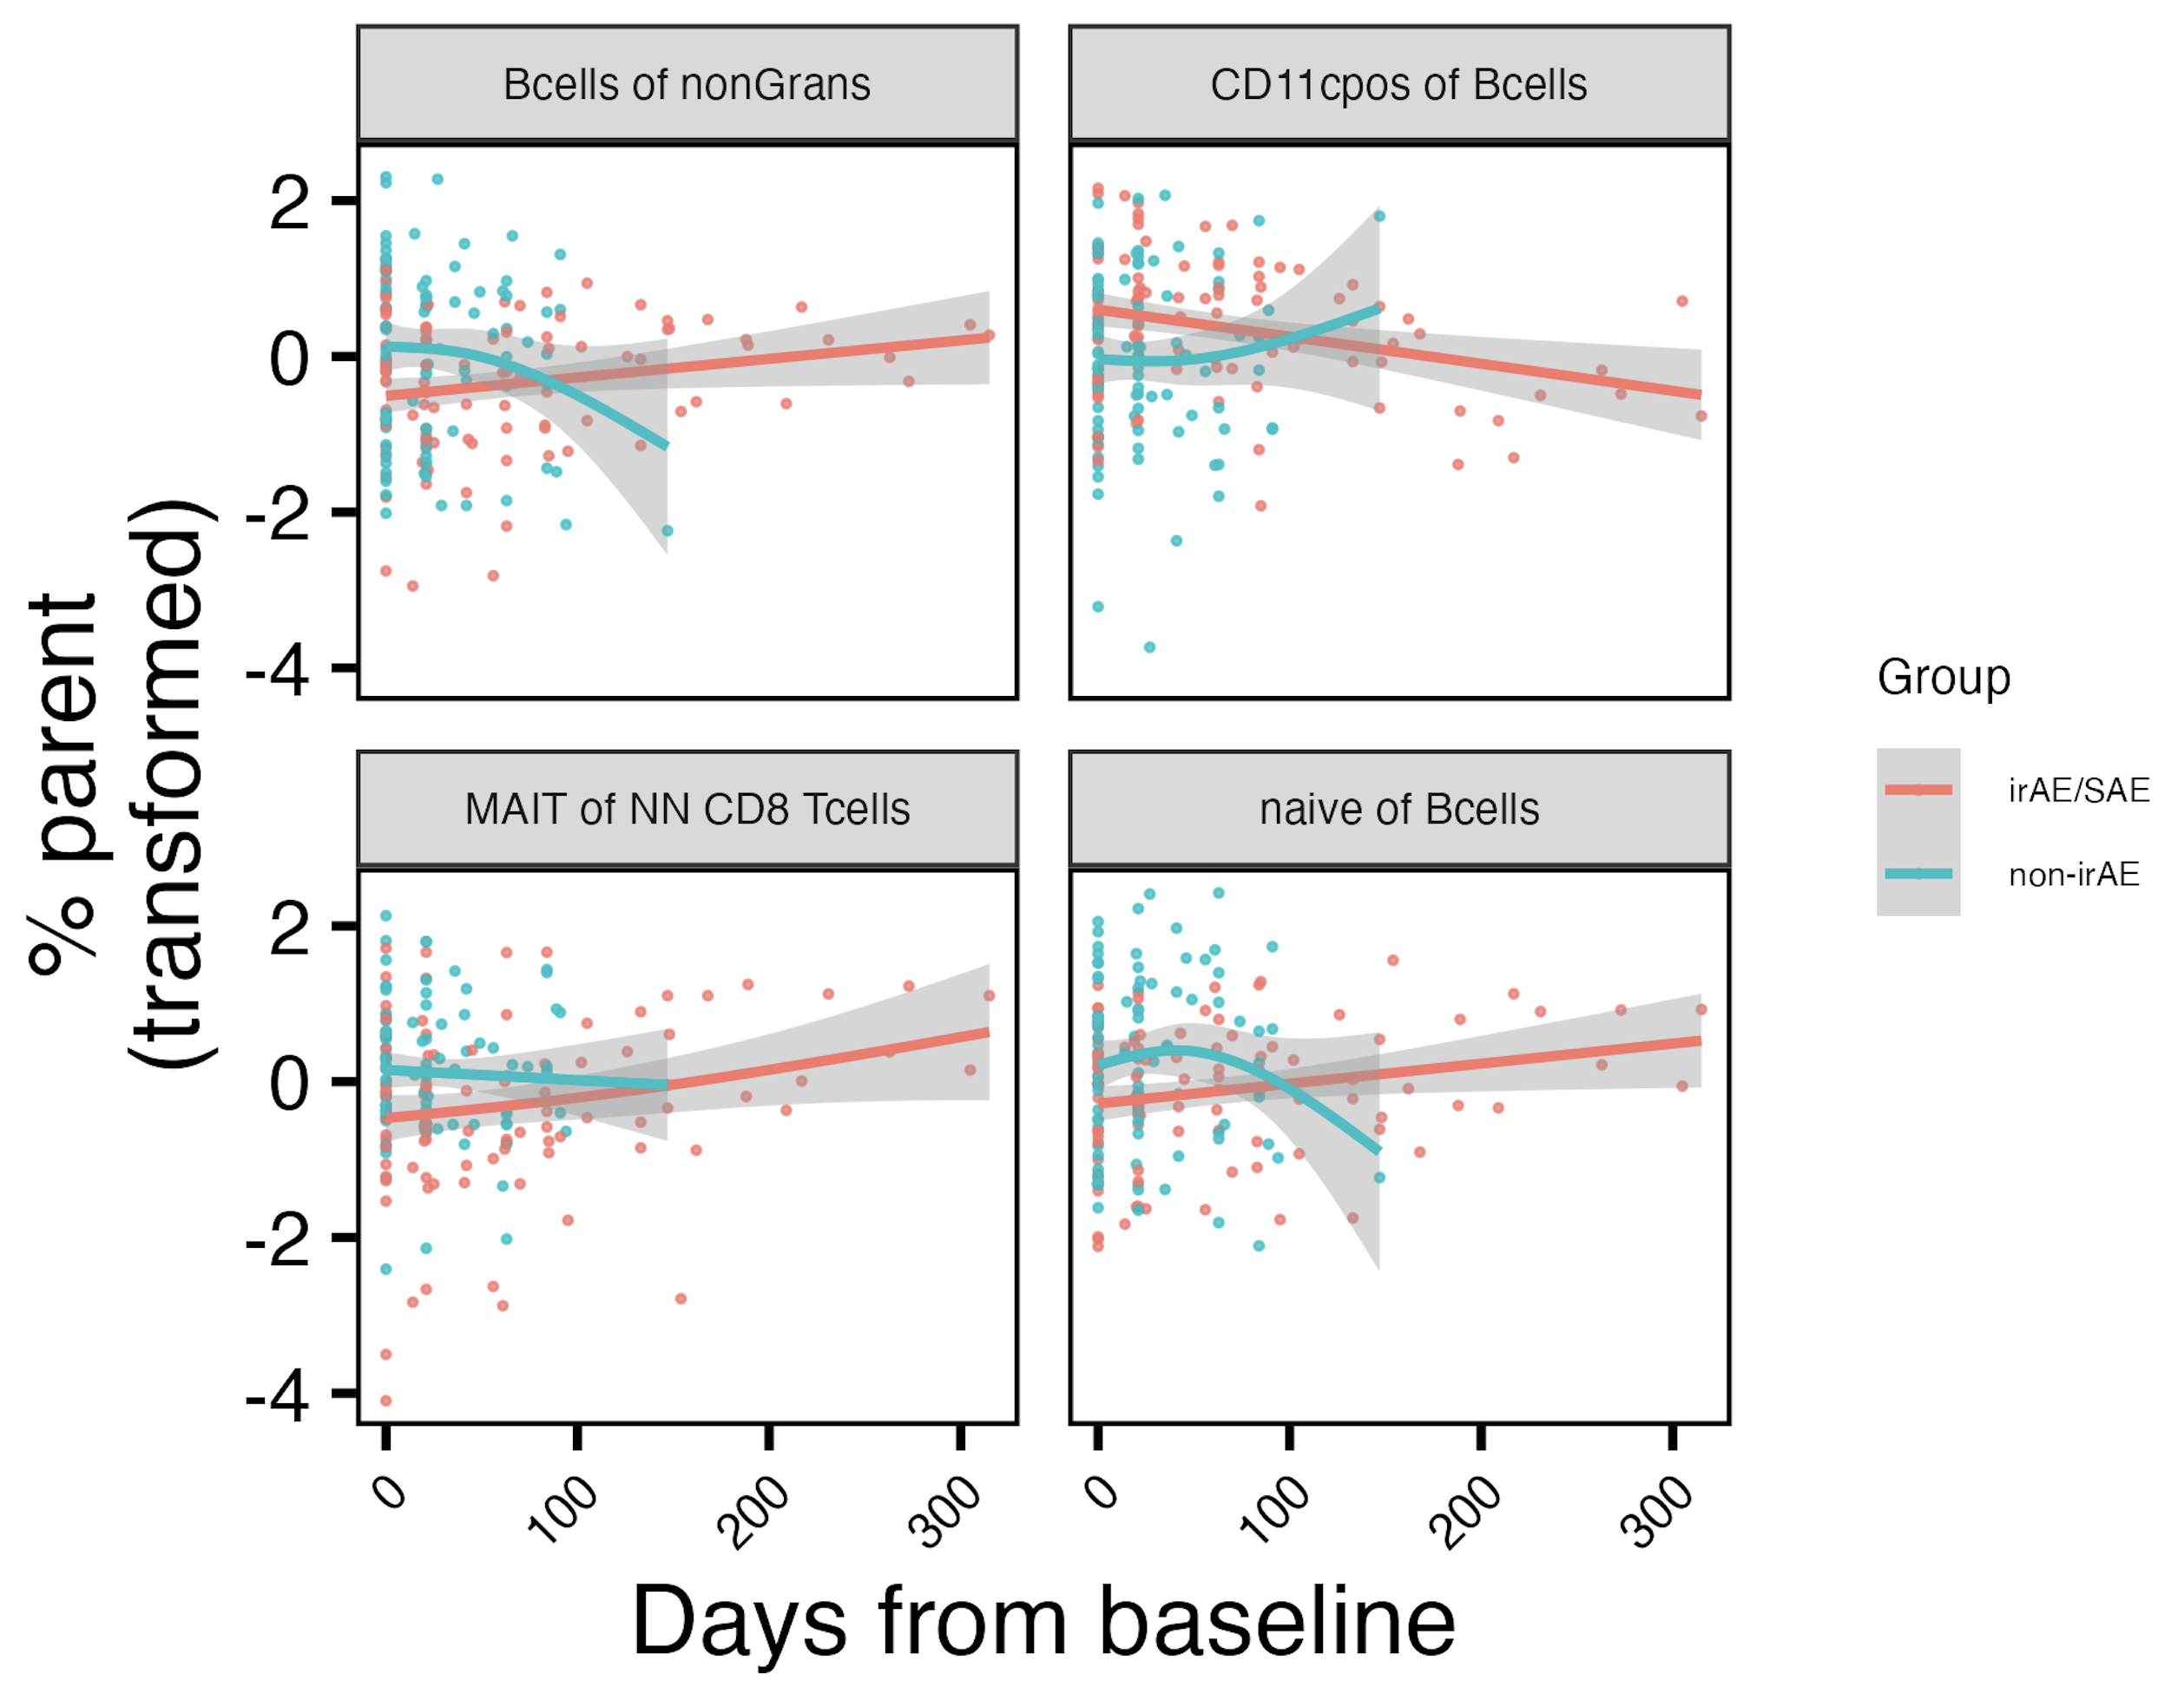 Bcells of nonGrans
CD11cpos of Bcells
2
0
-2
-4
MAIT of NN CD8 Tcells
naive of Bcells
2
0
-2
-4
0
100
200
300
0
100
200
300
Days from baseline
% parent
(transformed)
Group
irAE/SAE
non-irAE